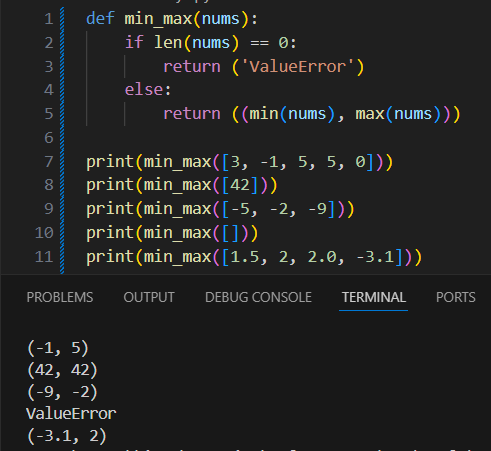 1 def min_max(nums):
2     if len(nums) == 0:
3         return ('ValueError')
4     else:
5         return ((min(nums), max(nums)))
6
7 print(min_max([3, -1, 5, 5, 0]))
8 print(min_max([42]))
9 print(min_max([-5, -2, -9]))
10 print(min_max([]))
11 print(min_max([1.5, 2, 2.0, -3.1]))
PROBLEMS OUTPUT DEBUG CONSOLE TERMINAL PORTS
(-1, 5)
(42, 42)
(-9, -2)
ValueError
(-3.1, 2)